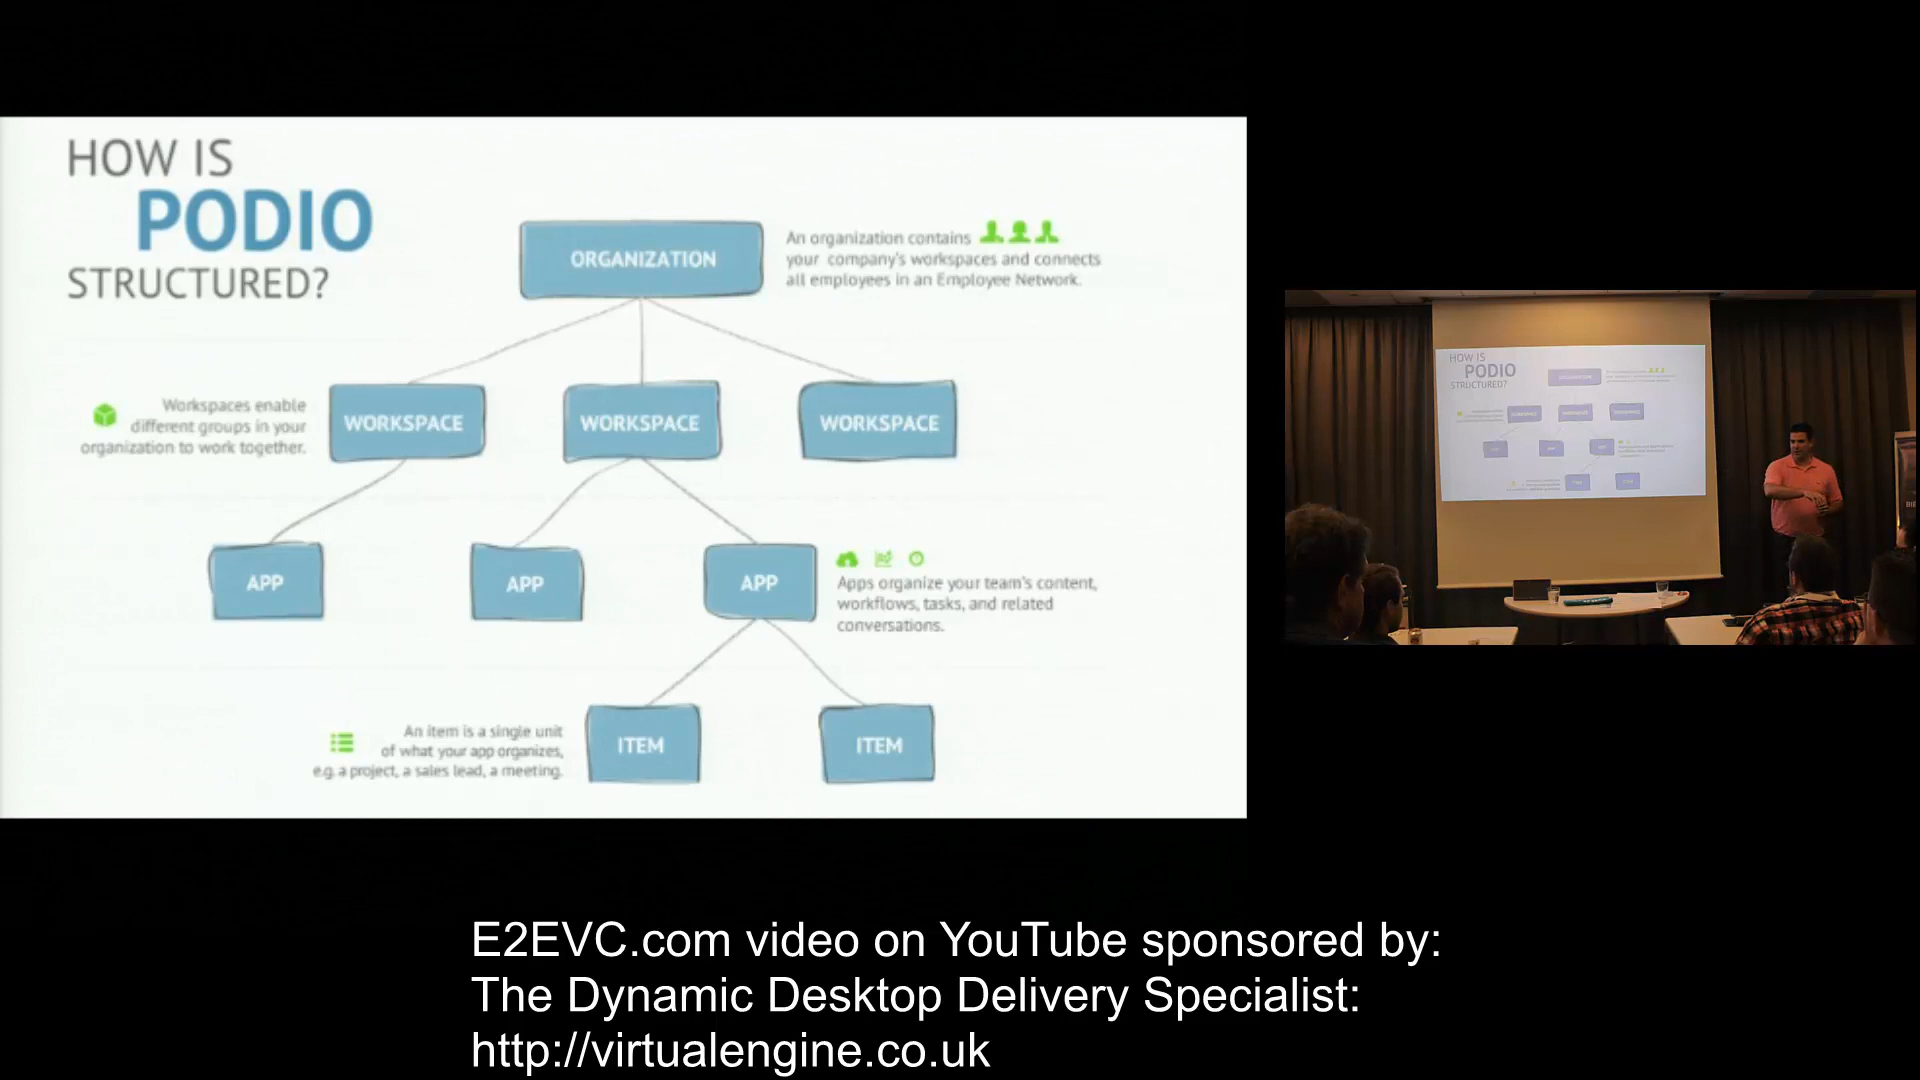 HOW IS
PODIO
STRUCTURED?
ORGANIZATION
An organization contains
your company's workspaces and connects
all employees in an Employee Network.
Workspaces enable
different groups in your
organization to work together.
WORKSPACE
WORKSPACE
WORKSPACE
APP
APP
APP
Apps organize your team's content,
workflows, tasks, and related
conversations.
An item is a single unit
of what your app organizes,
e.g. a project, a sales lead, a meeting.
ITEM
ITEM
HOW IS
PODIO
STRUCTURED?
E2EVC.com video on YouTube sponsored by:
The Dynamic Desktop Delivery Specialist:
http://virtualengine.co.uk